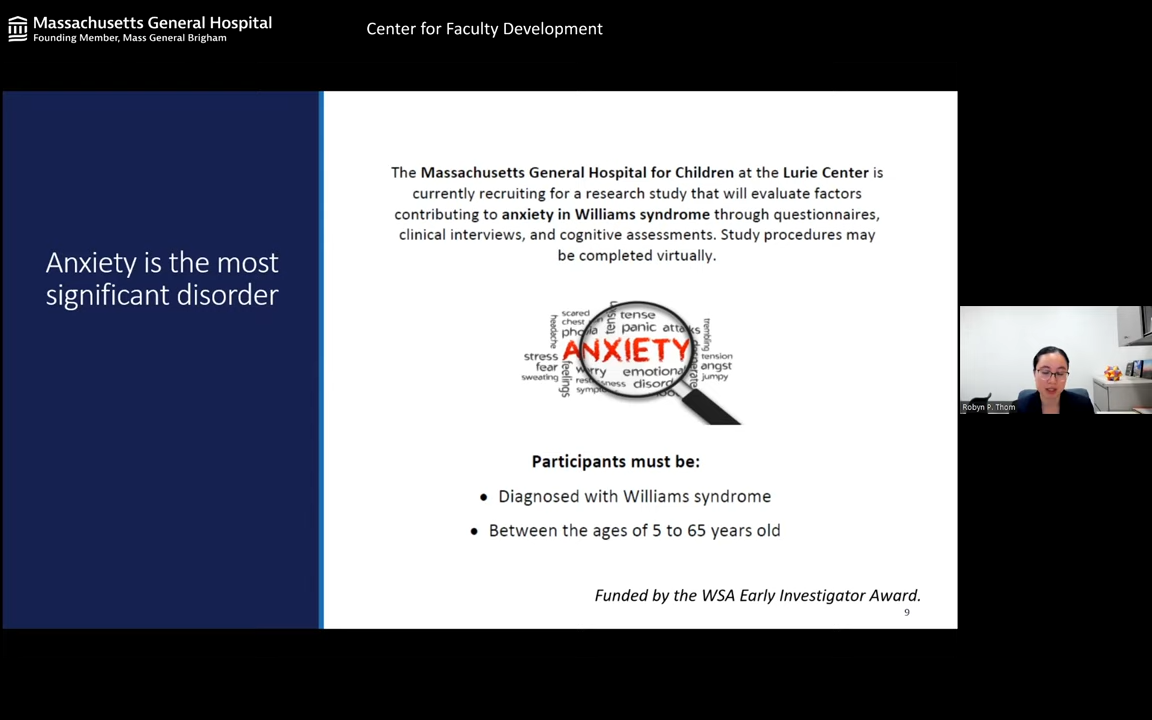 Massachusetts General Hospital
Founding Member, Mass General Brigham
Center for Faculty Development
Anxiety is the most
significant disorder
The Massachusetts General Hospital for Children at the Lurie Center is
currently recruiting for a research study that will evaluate factors
contributing to anxiety in Williams syndrome through questionnaires,
clinical interviews, and cognitive assessments. Study procedures may
be completed virtually.
scared
chest
tense
panic
headache
trembling
ANXIETY
stress
fear
sweating
feelings
emotional
tension
angst
jumpy
Participants must be:
• Diagnosed with Williams syndrome
• Between the ages of 5 to 65 years old
Funded by the WSA Early Investigator Award.
9
Robyn P. Thom